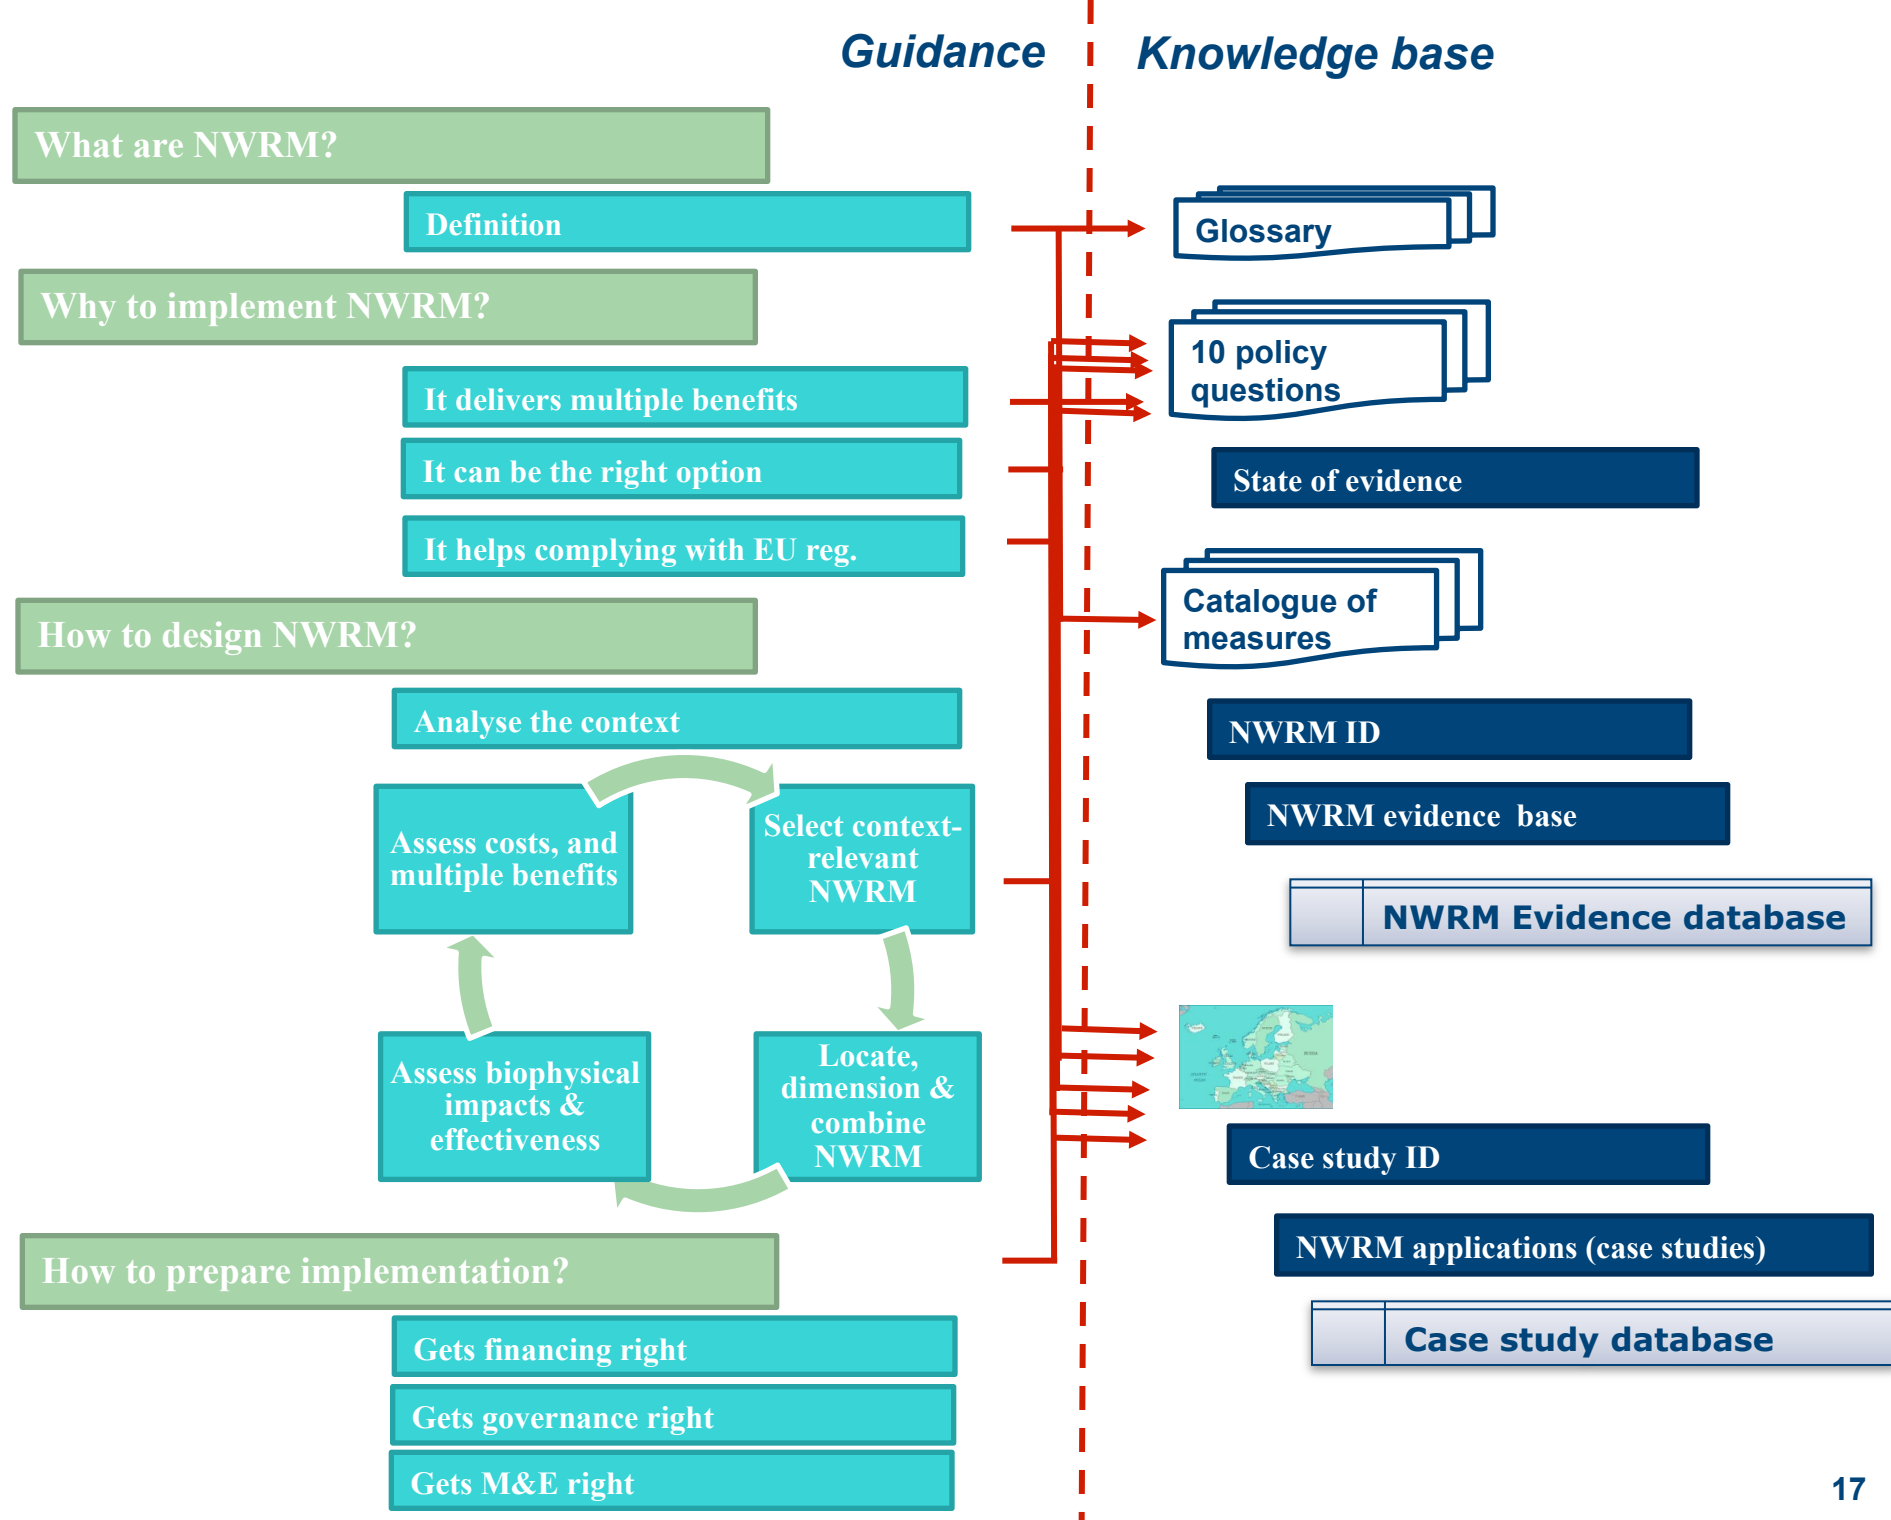 Guidance
Knowledge base
What are NWRM?
Definition
Why to implement NWRM?
It delivers multiple benefits
It can be the right option
It helps complying with EU reg.
How to design NWRM?
Analyse the context
Assess costs, and
multiple benefits
Select context-
relevant
NWRM
Locate,
dimension &
combine
NWRM
Assess biophysical
impacts &
effectiveness
How to prepare implementation?
Gets financing right
Gets governance right
Gets M&E right
Glossary
10 policy
questions
State of evidence
Catalogue of
measures
NWRM ID
NWRM evidence  base
NWRM Evidence database
Case study ID
NWRM applications (case studies)
Case study database
17